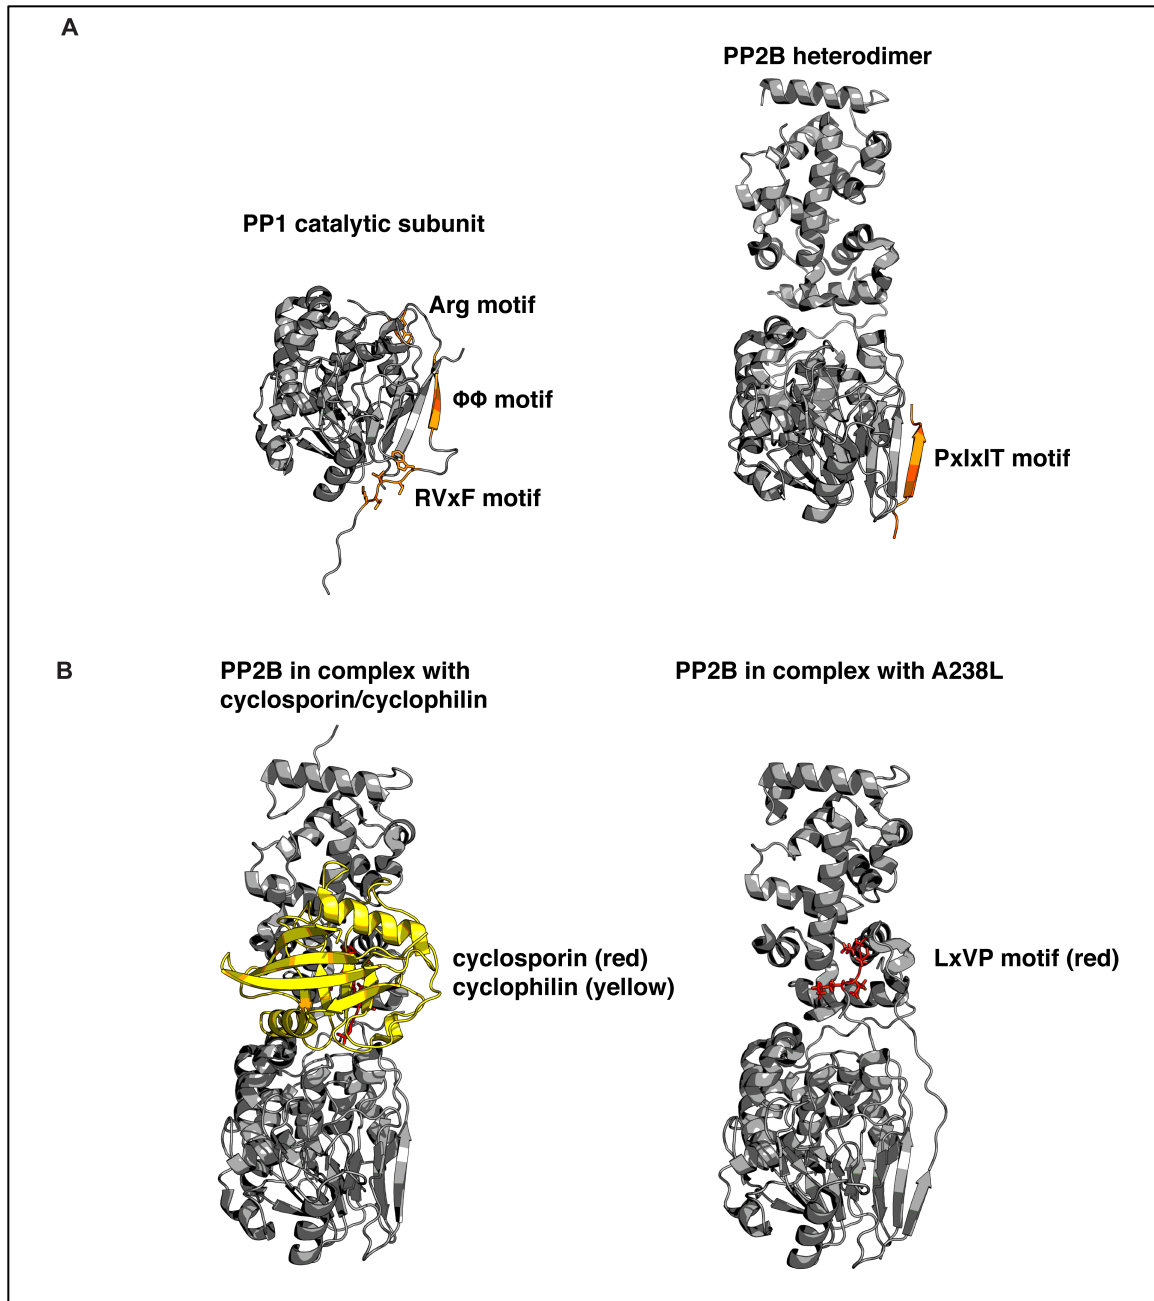 A
PP2B heterodimer
PP1 catalytic subunit
Arg motif
ΦΦ motif
PxIxIT motif
RVxF motif
B
PP2B in complex with
cyclosporin/cyclophilin
PP2B in complex with A238L
cyclosporin (red)
cyclophilin (yellow)
LxVP motif (red)